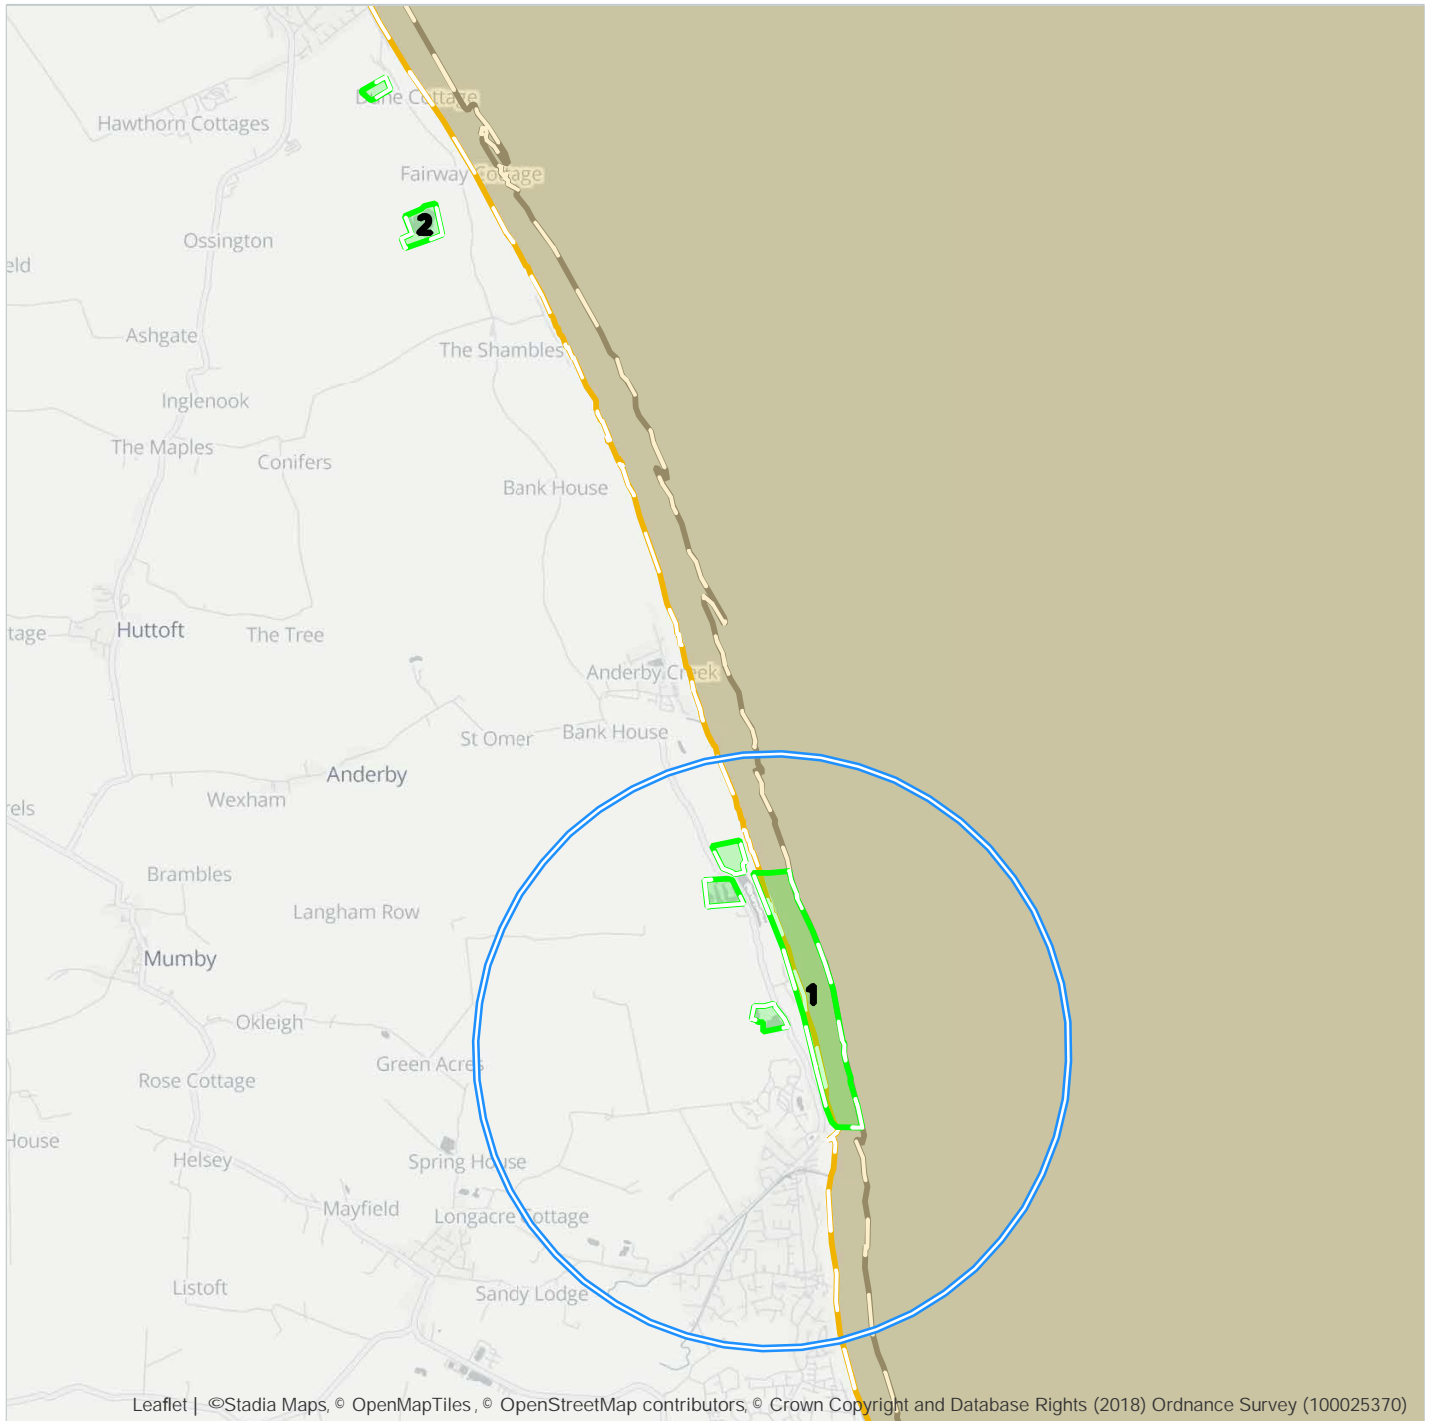 Dune Cottage
Hawthorn Cottages
Fairway Cottage
2
Ossington
eld
Ashgate
The Shambles
Inglenook
The Maples
Conifers
Bank House
tage
Huttoft
The Tree
Anderby Creek
St Omer
Bank House
Anderby
Wexham
rels
Brambles
Langham Row
Mumby
1
Okleigh
Green Acres
Rose Cottage
House
Helsey
Spring House
Mayfield
Longacre Cottage
Listoft
Sandy Lodge
Leaflet | ©Stadia Maps, © OpenMapTiles, © OpenStreetMap contributors, © Crown Copyright and Database Rights (2018) Ordnance Survey (100025370)